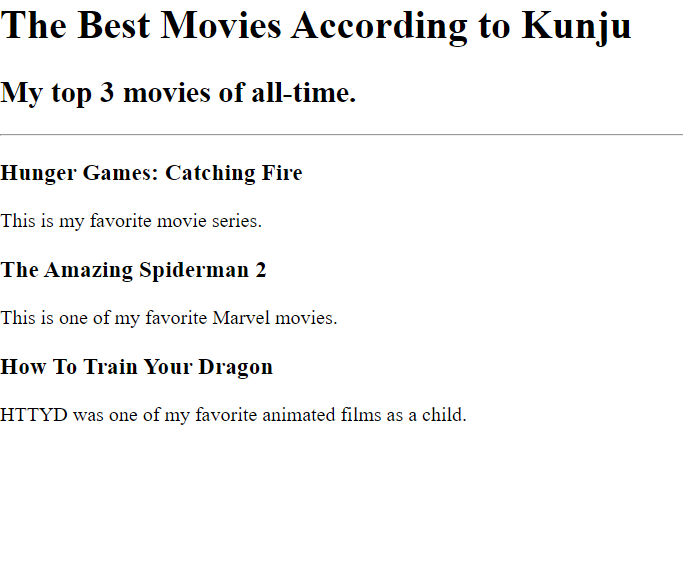 The Best Movies According to Kunju
My top 3 movies of all-time.
Hunger Games: Catching Fire
This is my favorite movie series.
The Amazing Spiderman 2
This is one of my favorite Marvel movies.
How To Train Your Dragon
HTTYD was one of my favorite animated films as a child.